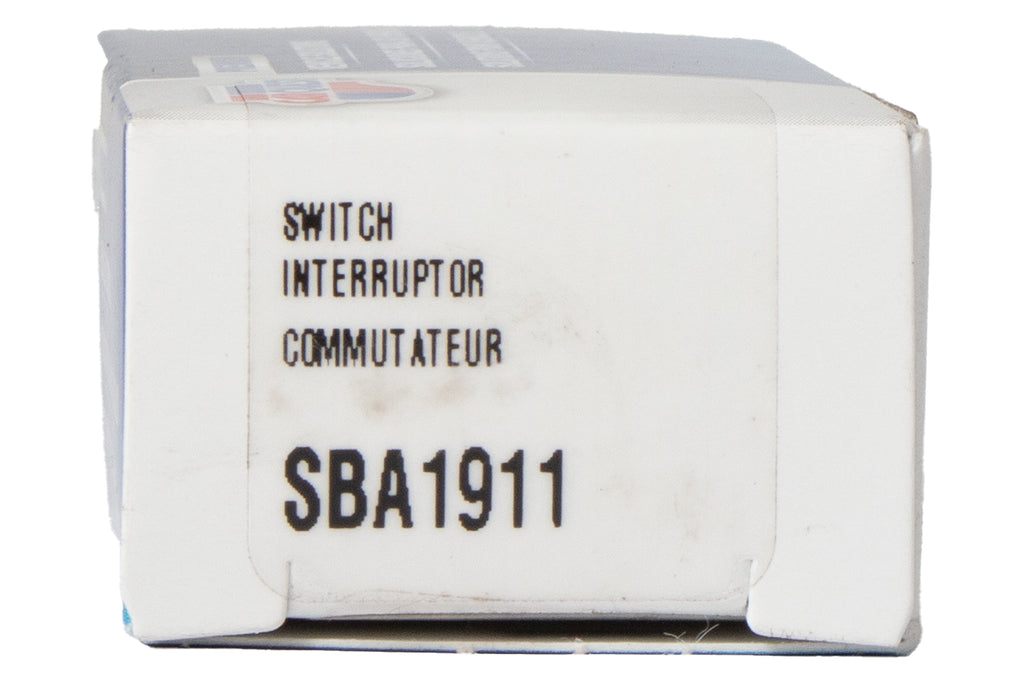 SWITCH
INTERRUPTOR
COMMUTATEUR
SBA1911